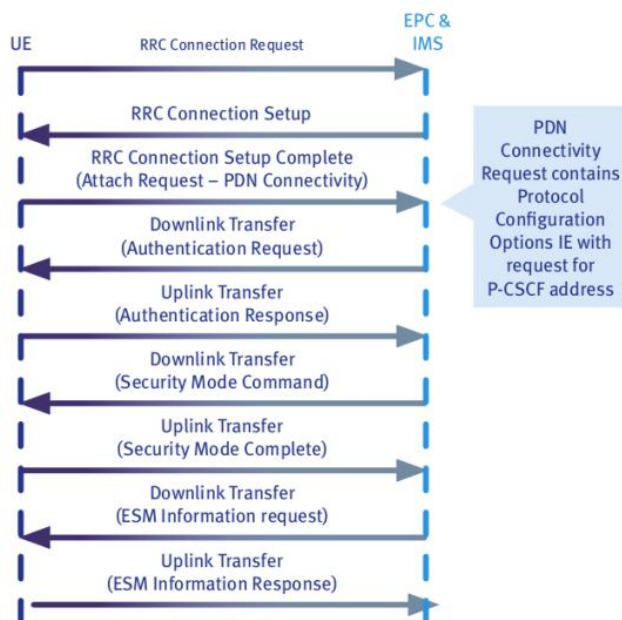 UE
EPC &
IMS
RRC Connection Request
RRC Connection Setup
RRC Connection Setup Complete
(Attach Request – PDN Connectivity)
PDN
Connectivity
Request contains
Protocol
Configuration
Options IE with
request for
P-CSCF address
Downlink Transfer
(Authentication Request)
Uplink Transfer
(Authentication Response)
Downlink Transfer
(Security Mode Command)
Uplink Transfer
(Security Mode Complete)
Downlink Transfer
(ESM Information request)
Uplink Transfer
(ESM Information Response)